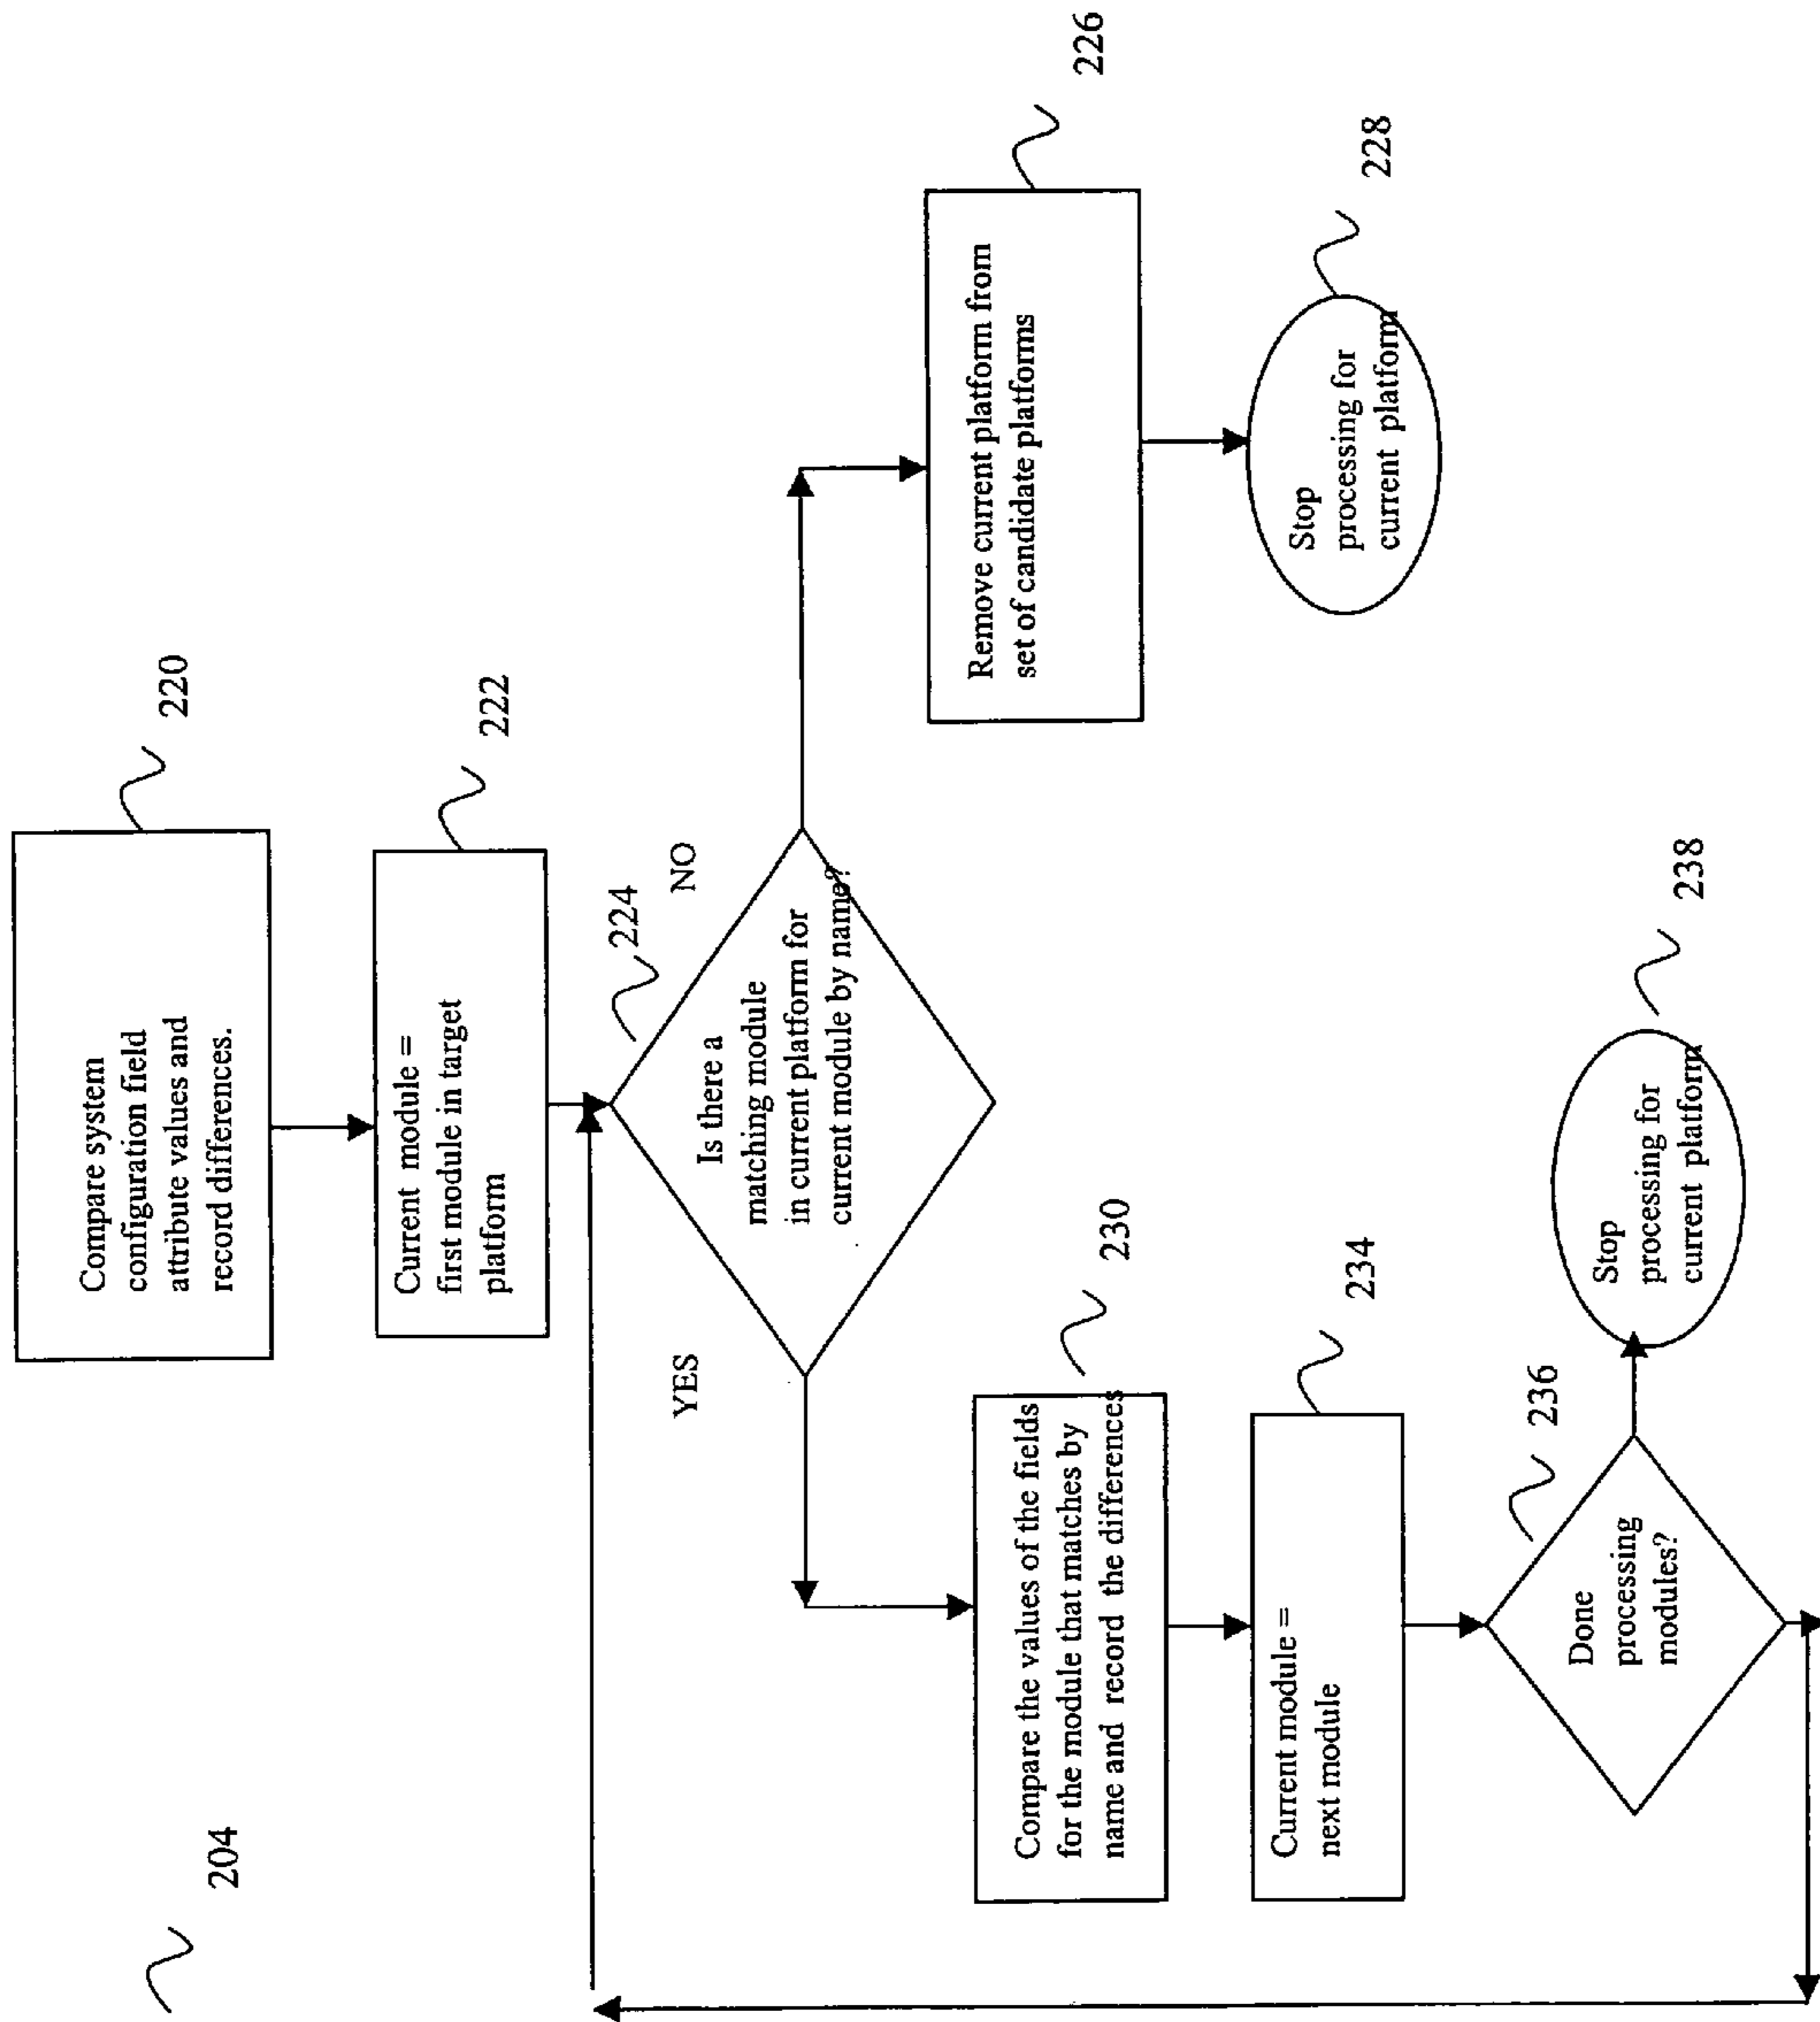 204
Compare system
configuration field
attribute values and
record differences.
220
Current module =
first module in target
platform
222
224
Is there a
matching module
in current platform for
current module by name?
YES
NO
Remove current platform from
set of candidate platforms
226
Stop
processing for
current platform
228
Compare the values of the fields
for the module that matches by
name and record the differences
230
Current module =
next module
234
Done
processing
modules?
236
Stop
processing for
current platform
238